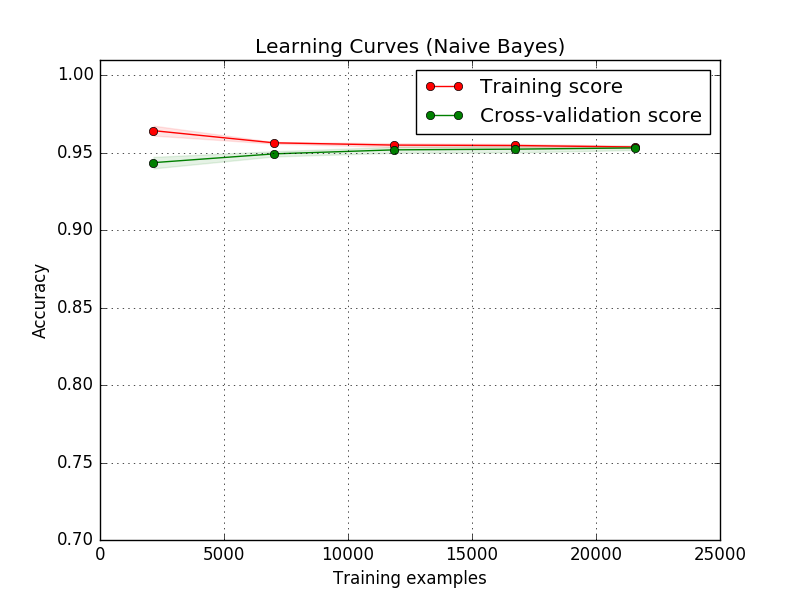 Learning Curves (Naive Bayes)
Training score
Cross-validation score
1.00
0.95
0.90
0.85
0.80
0.75
0.70
Accuracy
0
5000
10000
15000
20000
25000
Training examples